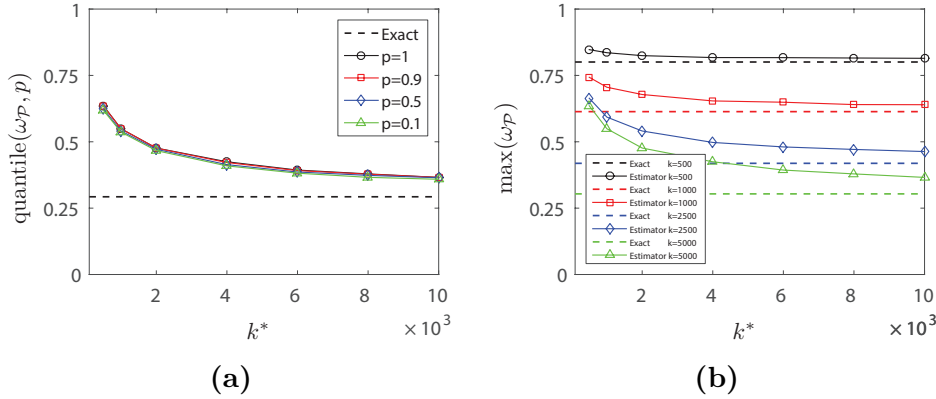 1
0.75
0.5
0.25
0
quantile(ω_𝒫, p)
Exact
p=1
p=0.9
p=0.5
p=0.1
2 4 6 8 10
k*
× 10³
(a)
1
0.75
0.5
0.25
0
max(ω_𝒫)
Exact k=500
Estimator k=500
Exact k=1000
Estimator k=1000
Exact k=2500
Estimator k=2500
Exact k=5000
Estimator k=5000
2 4 6 8 10
k*
× 10³
(b)